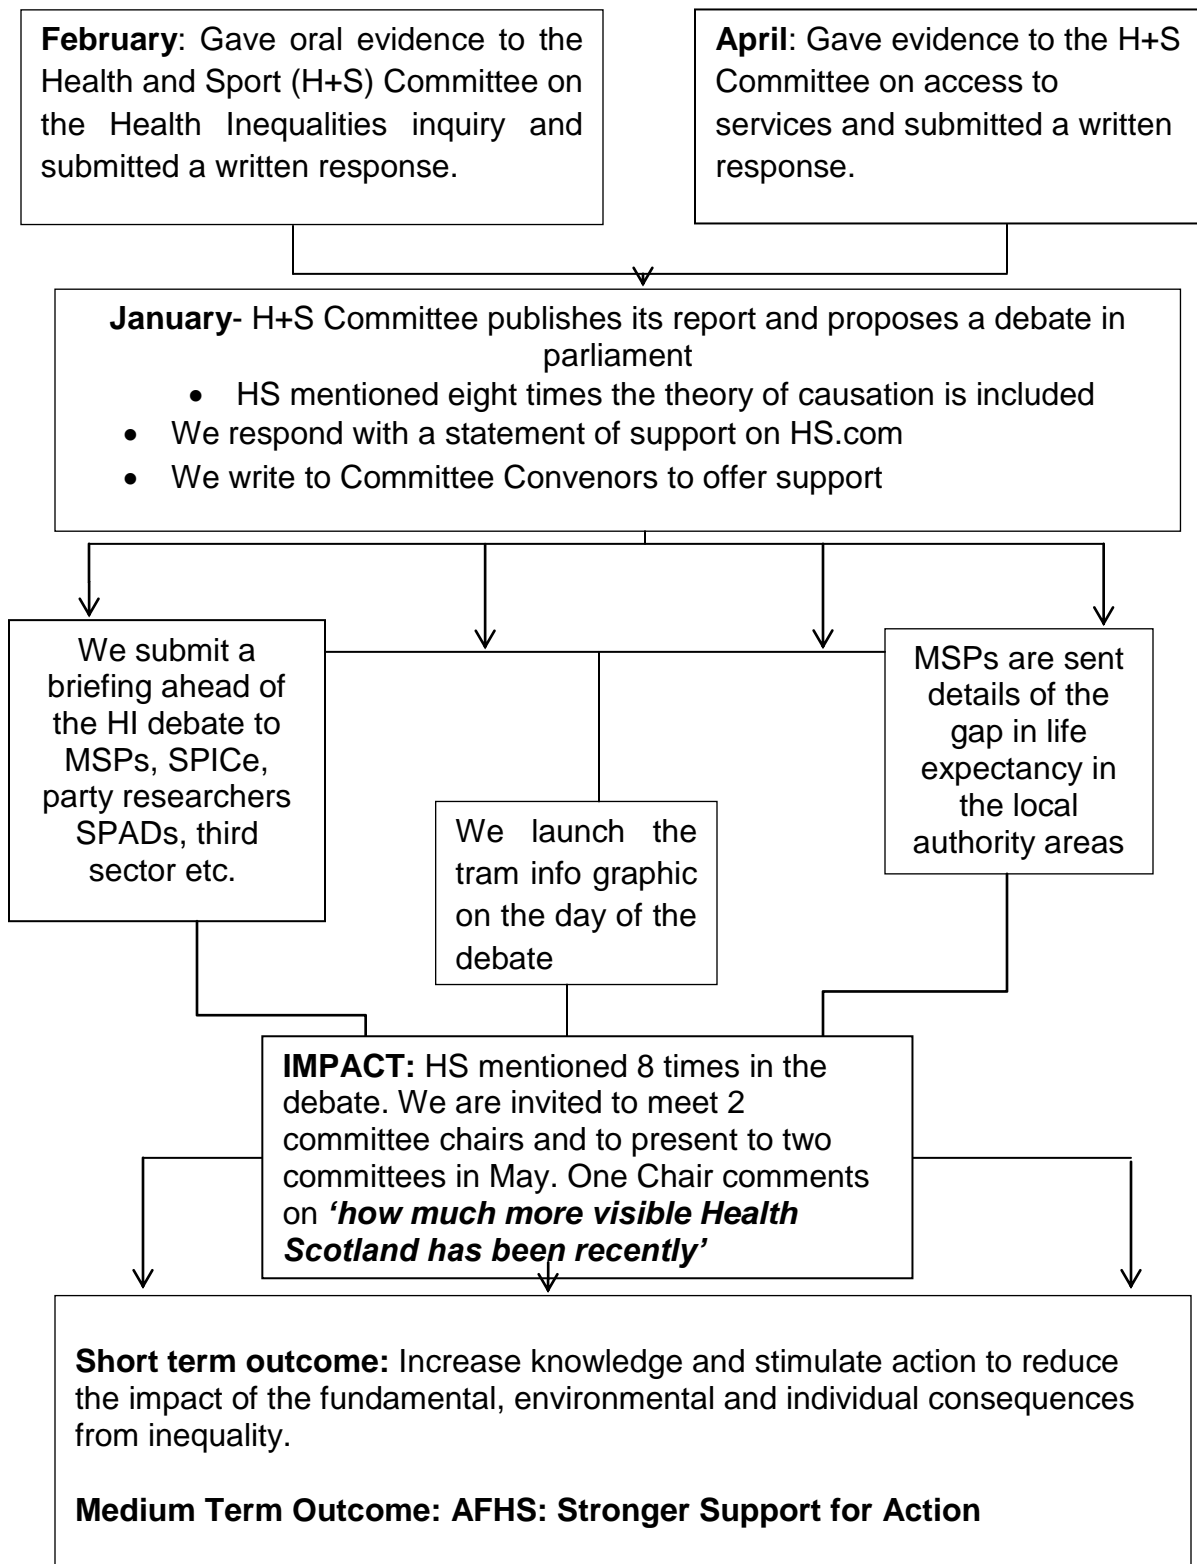 February: Gave oral evidence to the
Health and Sport (H+S) Committee on
the Health Inequalities inquiry and
submitted a written response.
April: Gave evidence to the H+S
Committee on access to
services and submitted a written
response.
January- H+S Committee publishes its report and proposes a debate in
parliament
• HS mentioned eight times the theory of causation is included
• We respond with a statement of support on HS.com
• We write to Committee Convenors to offer support
We submit a
briefing ahead of
the HI debate to
MSPs, SPICe,
party researchers
SPADs, third
sector etc.
We launch the
tram info graphic
on the day of the
debate
MSPs are sent
details of the
gap in life
expectancy in
the local
authority areas
IMPACT: HS mentioned 8 times in the
debate. We are invited to meet 2
committee chairs and to present to two
committees in May. One Chair comments
on ‘how much more visible Health
Scotland has been recently’
Short term outcome: Increase knowledge and stimulate action to reduce
the impact of the fundamental, environmental and individual consequences
from inequality.
Medium Term Outcome: AFHS: Stronger Support for Action